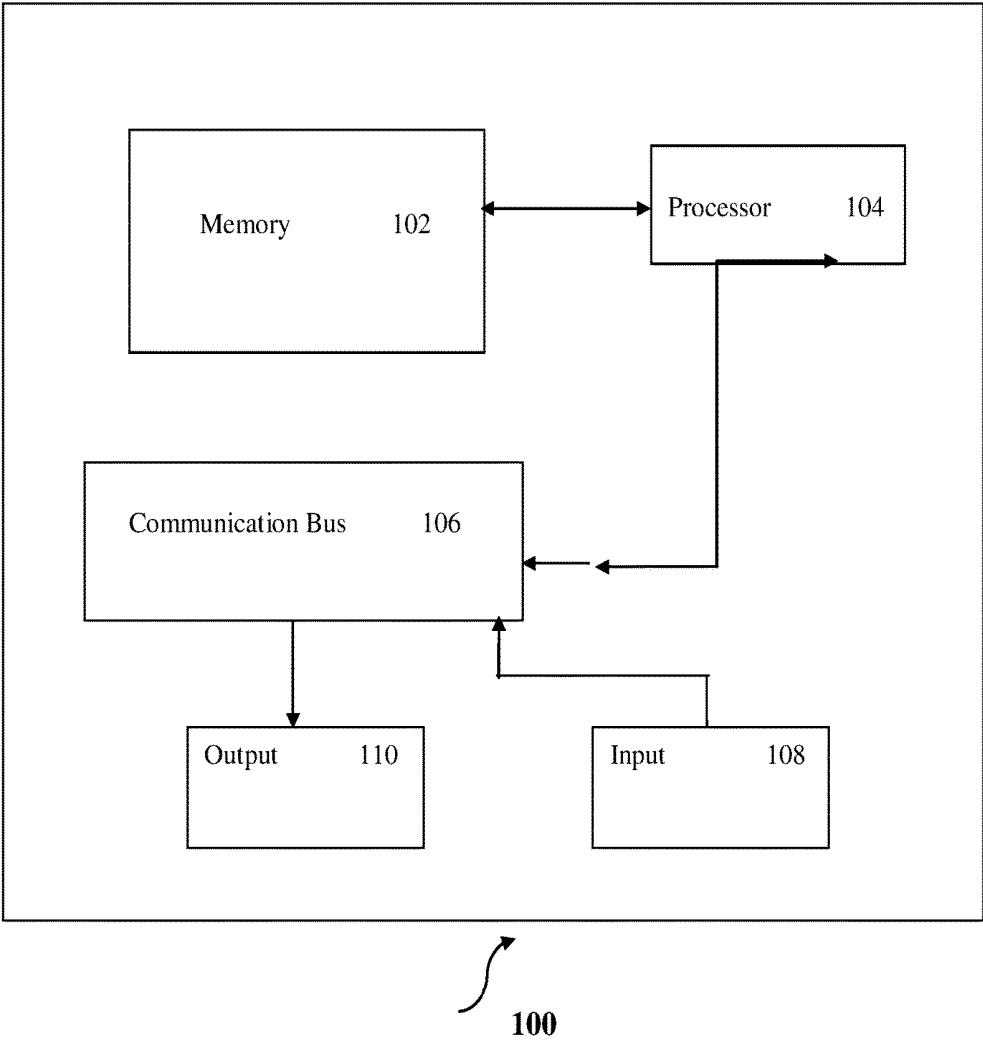 Memory 102
Processor 104
Communication Bus 106
Output 110
Input 108
100